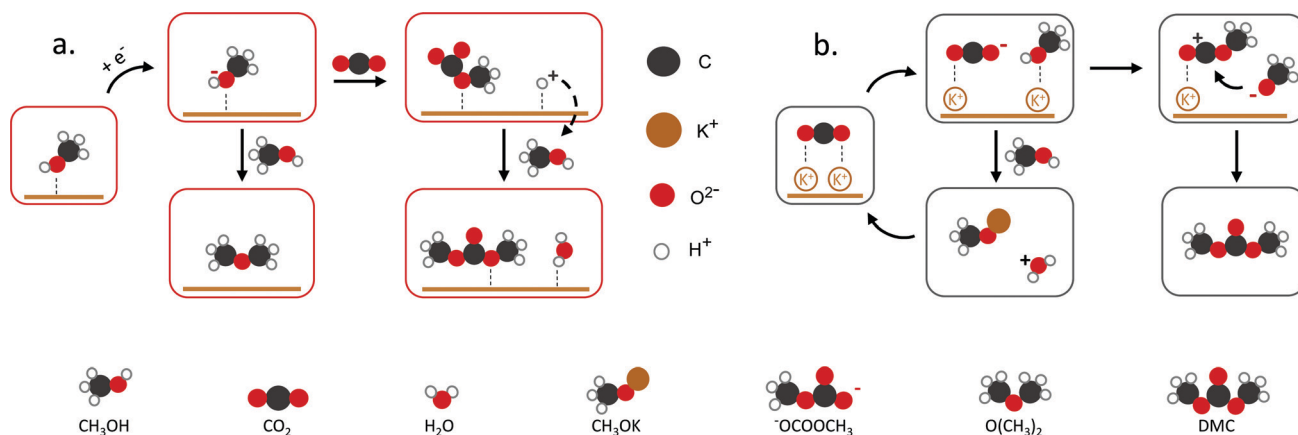 a.
+ e⁻
-
+
C
K⁺
O²⁻
H⁺
b.
-
K⁺
K⁺
K⁺
K⁺
+
K⁺
-
+
CH₃OH
CO₂
H₂O
CH₃OK
-
⁻OCOOCH₃
O(CH₃)₂
DMC